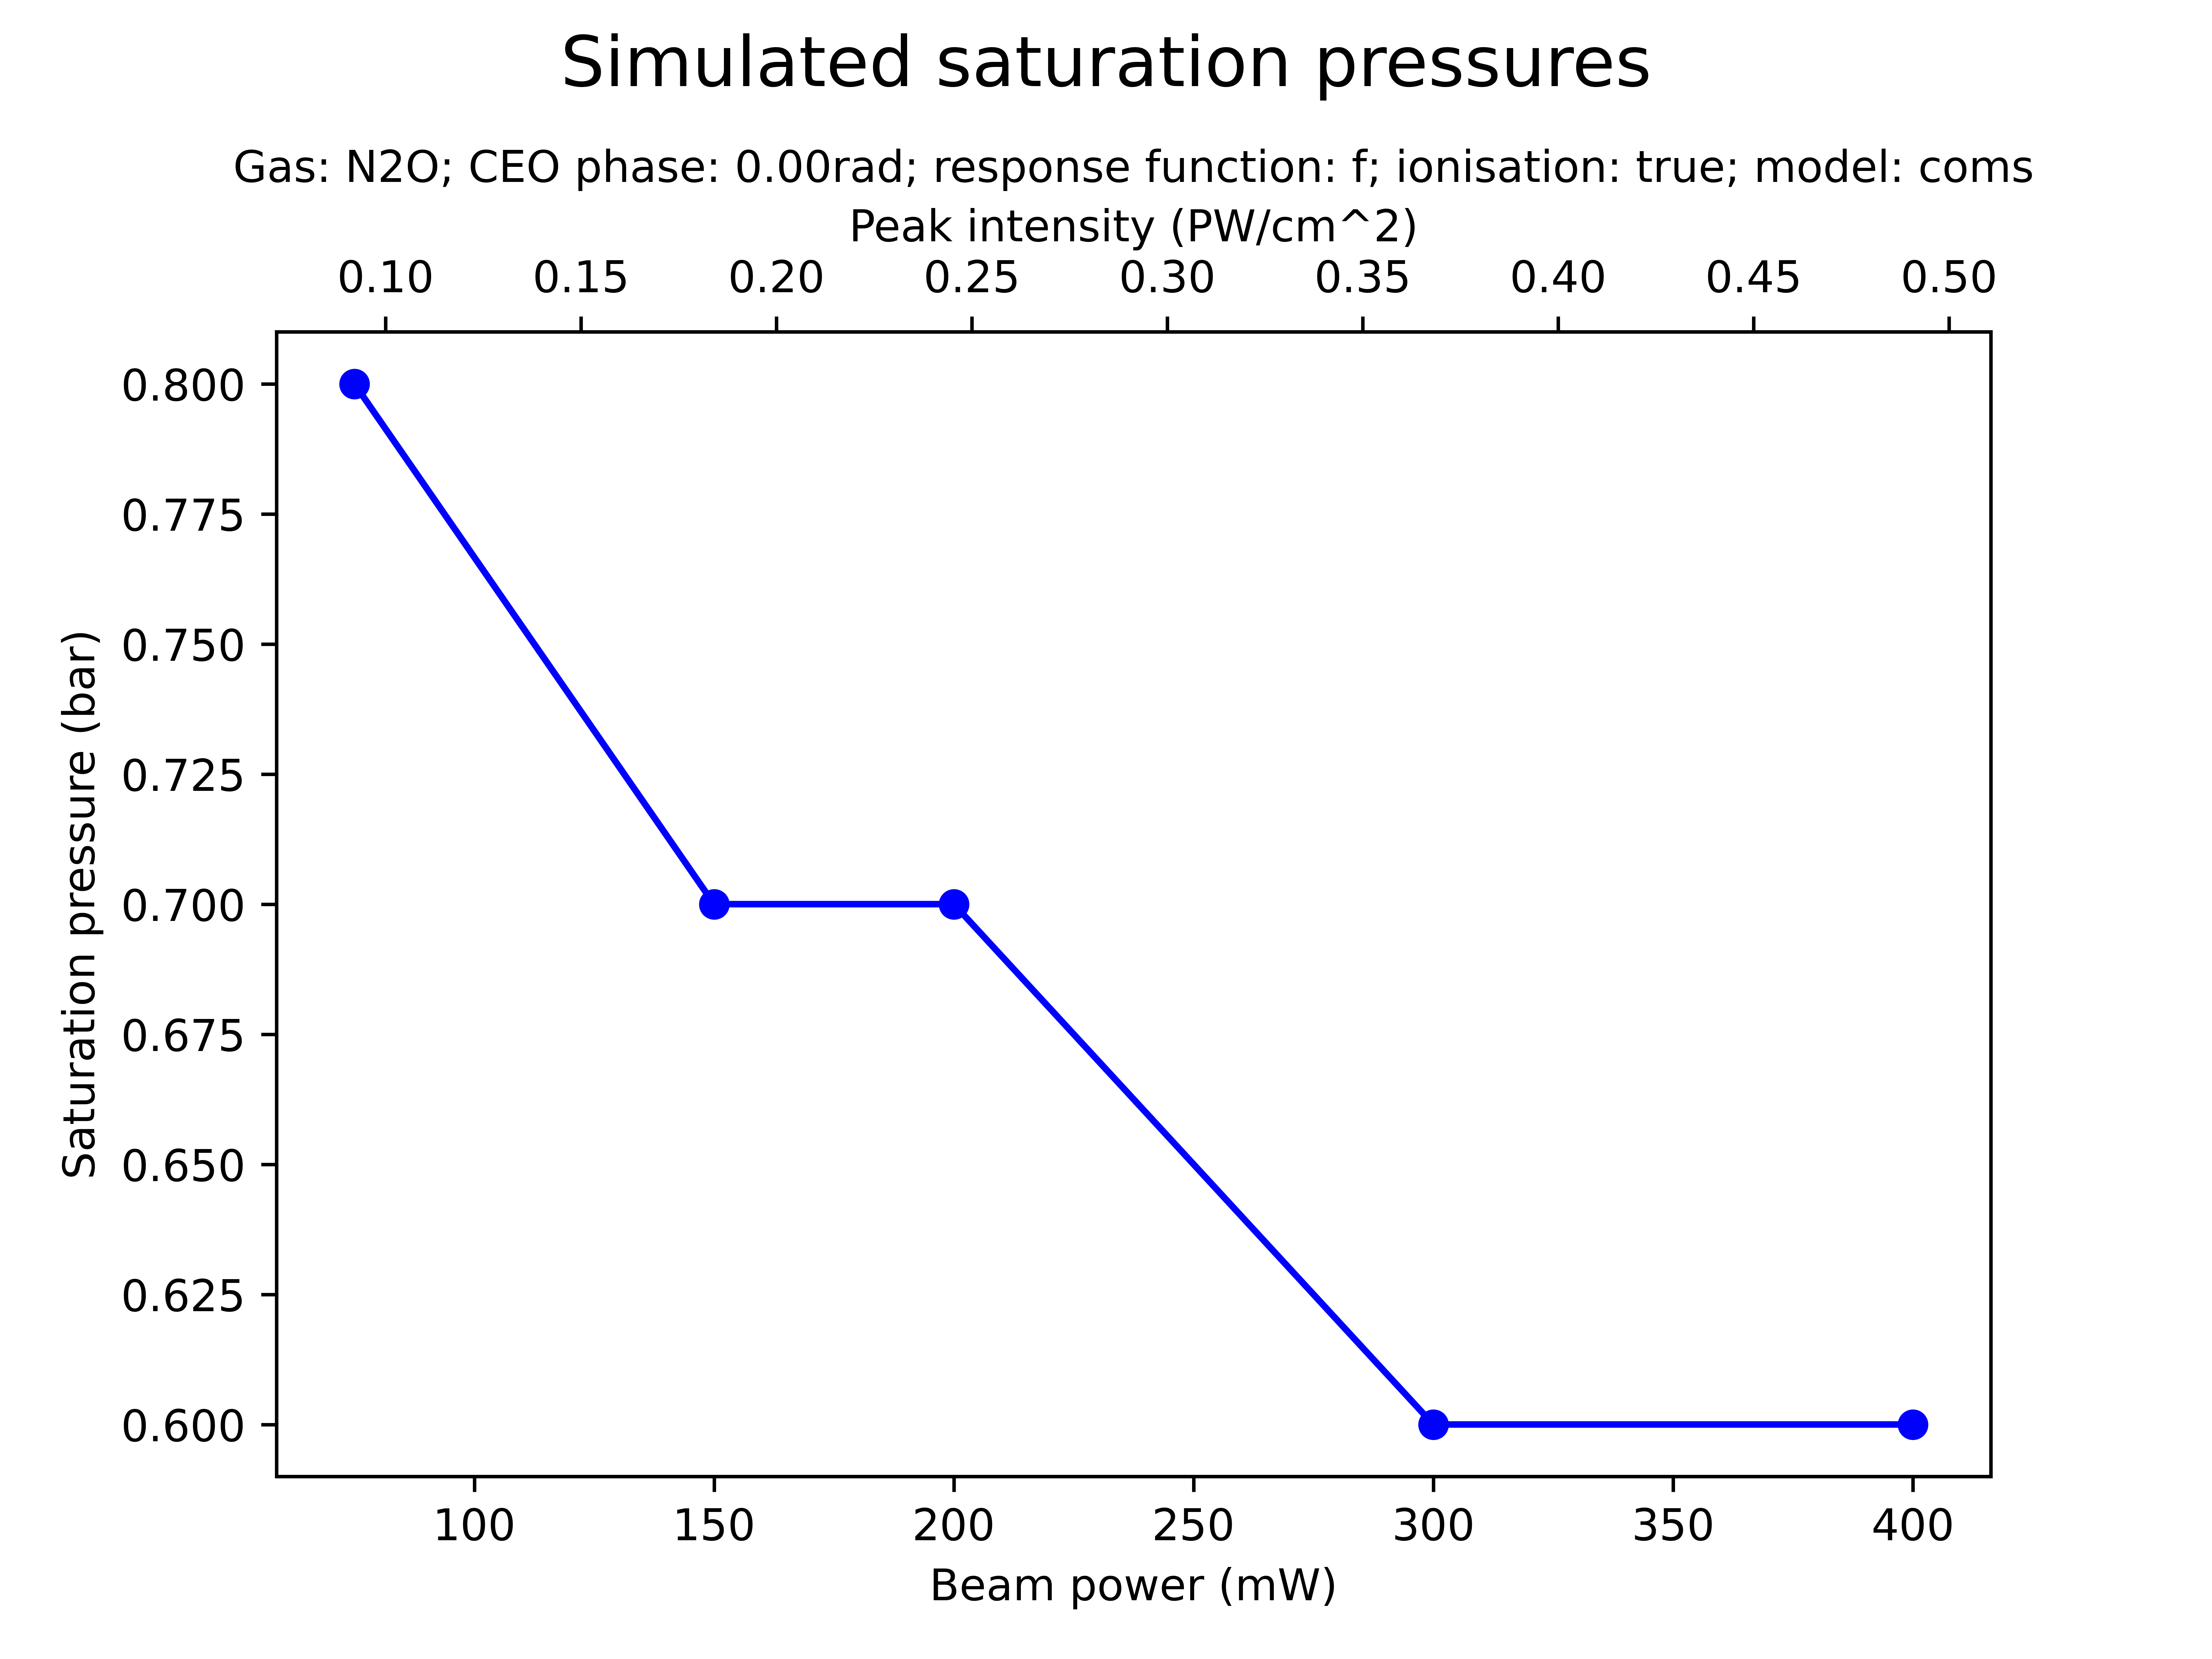 Simulated saturation pressures
Gas: N2O; CEO phase: 0.00rad; response function: f; ionisation: true; model: coms
Peak intensity (PW/cm^2)
0.10 0.15 0.20 0.25 0.30 0.35 0.40 0.45 0.50
Saturation pressure (bar)
0.800
0.775
0.750
0.725
0.700
0.675
0.650
0.625
0.600
100 150 200 250 300 350 400
Beam power (mW)